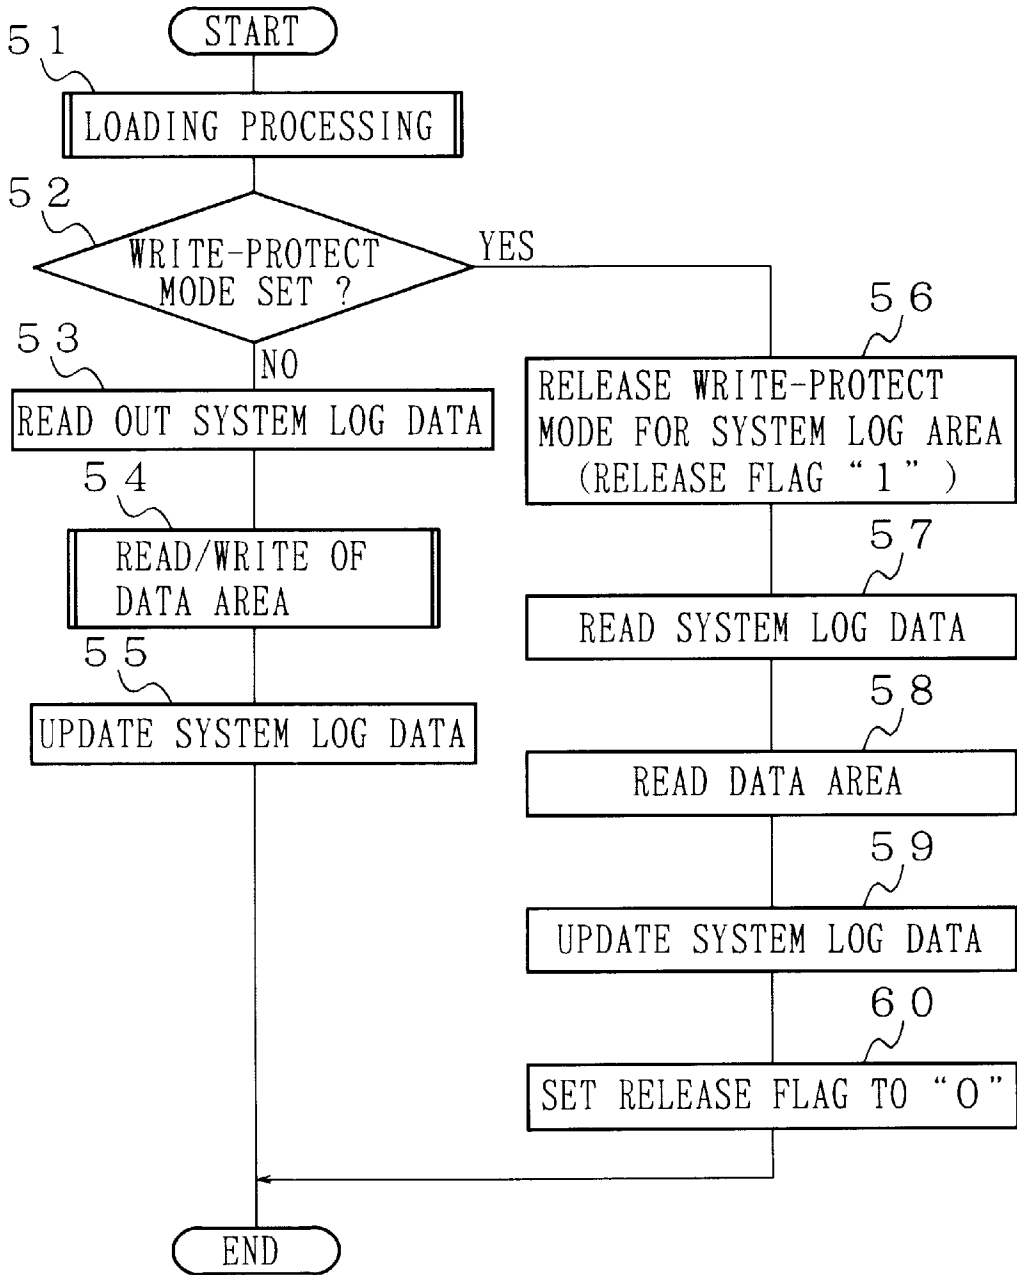 START
51
LOADING PROCESSING
52
WRITE-PROTECT
MODE SET ?
YES
NO
53
READ OUT SYSTEM LOG DATA
54
READ/WRITE OF
DATA AREA
55
UPDATE SYSTEM LOG DATA
56
RELEASE WRITE-PROTECT
MODE FOR SYSTEM LOG AREA
(RELEASE FLAG “1” )
57
READ SYSTEM LOG DATA
58
READ DATA AREA
59
UPDATE SYSTEM LOG DATA
60
SET RELEASE FLAG TO “0”
END